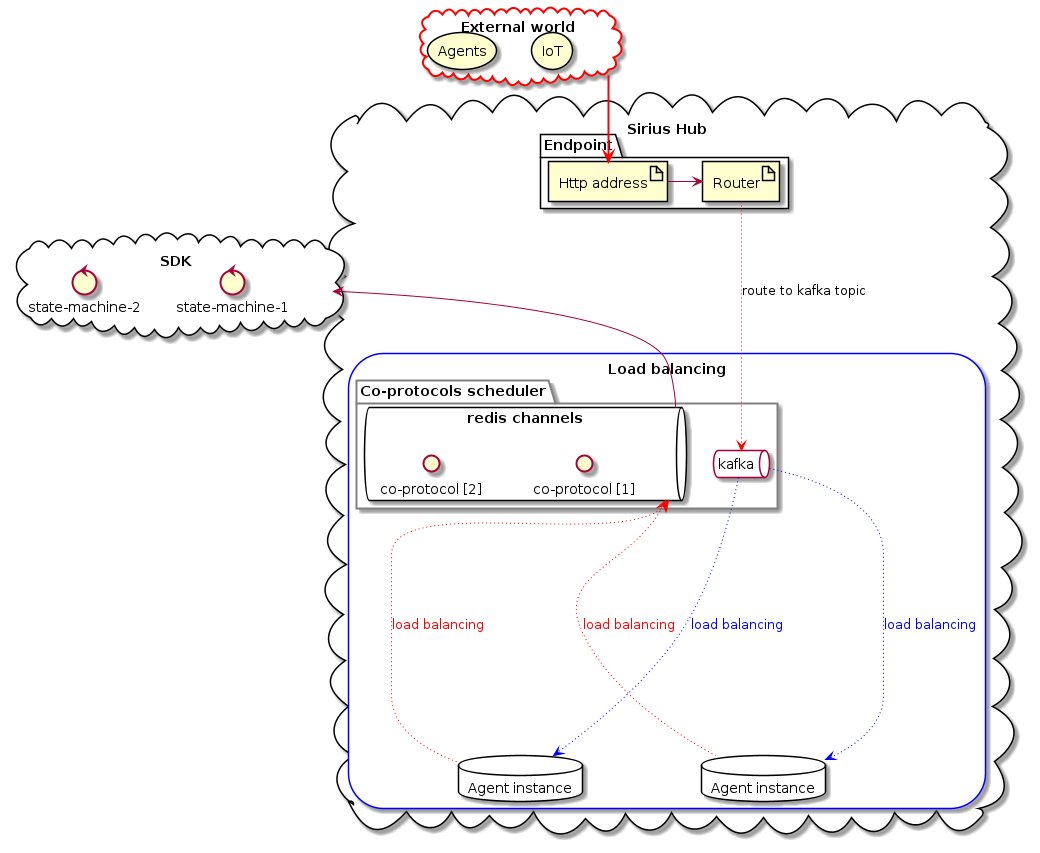 External world
Agents
IoT
Sirius Hub
Endpoint
Http address
Router
SDK
state-machine-2
state-machine-1
route to kafka topic
Load balancing
Co-protocols scheduler
redis channels
kafka
co-protocol [2]
co-protocol [1]
load balancing
load balancing
load balancing
load balancing
Agent instance
Agent instance